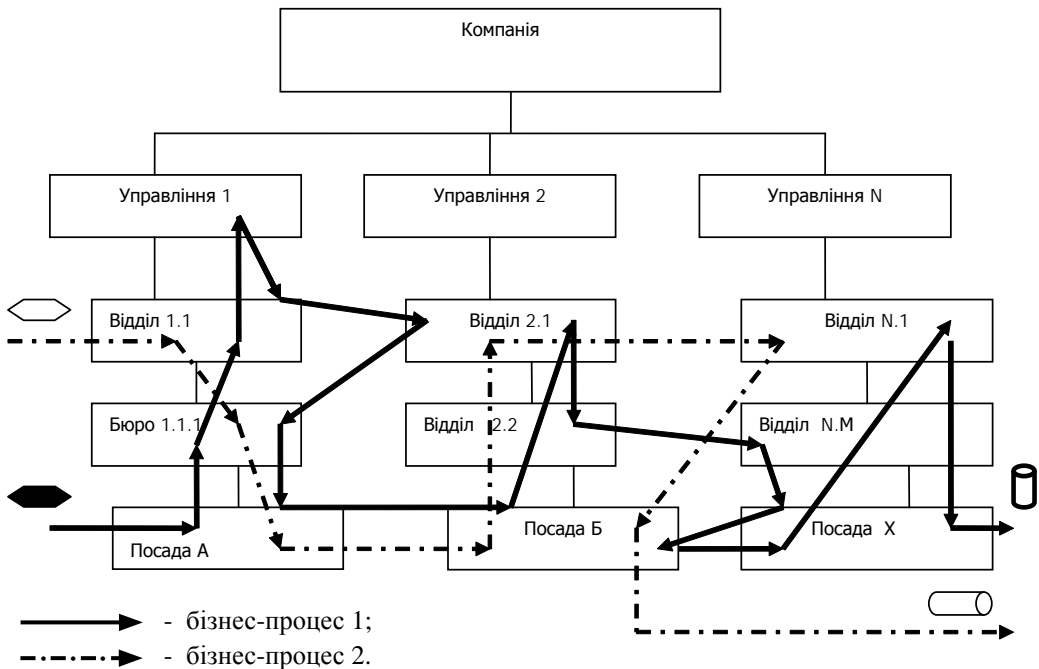 Компанія
Управління 1
Управління 2
Управління N
Відділ 1.1
Відділ 2.1
Відділ N.1
Бюро 1.1.1
Відділ 2.2
Відділ N.M
Посада А
Посада Б
Посада X
- бізнес-процес 1;
- бізнес-процес 2.